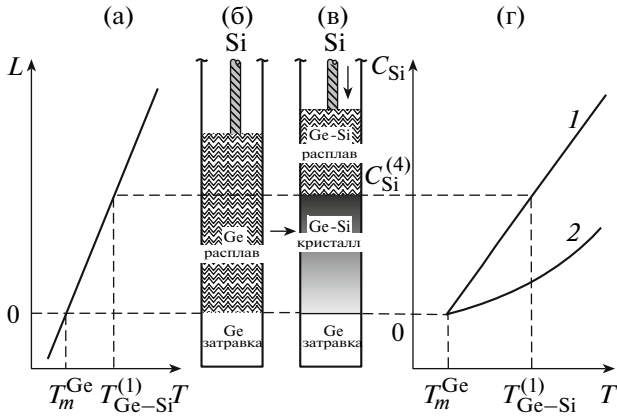 (а) (б) (в) (г)
Si Si
L
C_Si
Ge-Si
расплав
C_Si^(4)
1
2
Ge
расплав
Ge-Si
кристалл
0
0
Ge
затравка
Ge
затравка
T_m^Ge T_Ge–Si^(1) T
T_m^Ge T_Ge–Si^(1) T